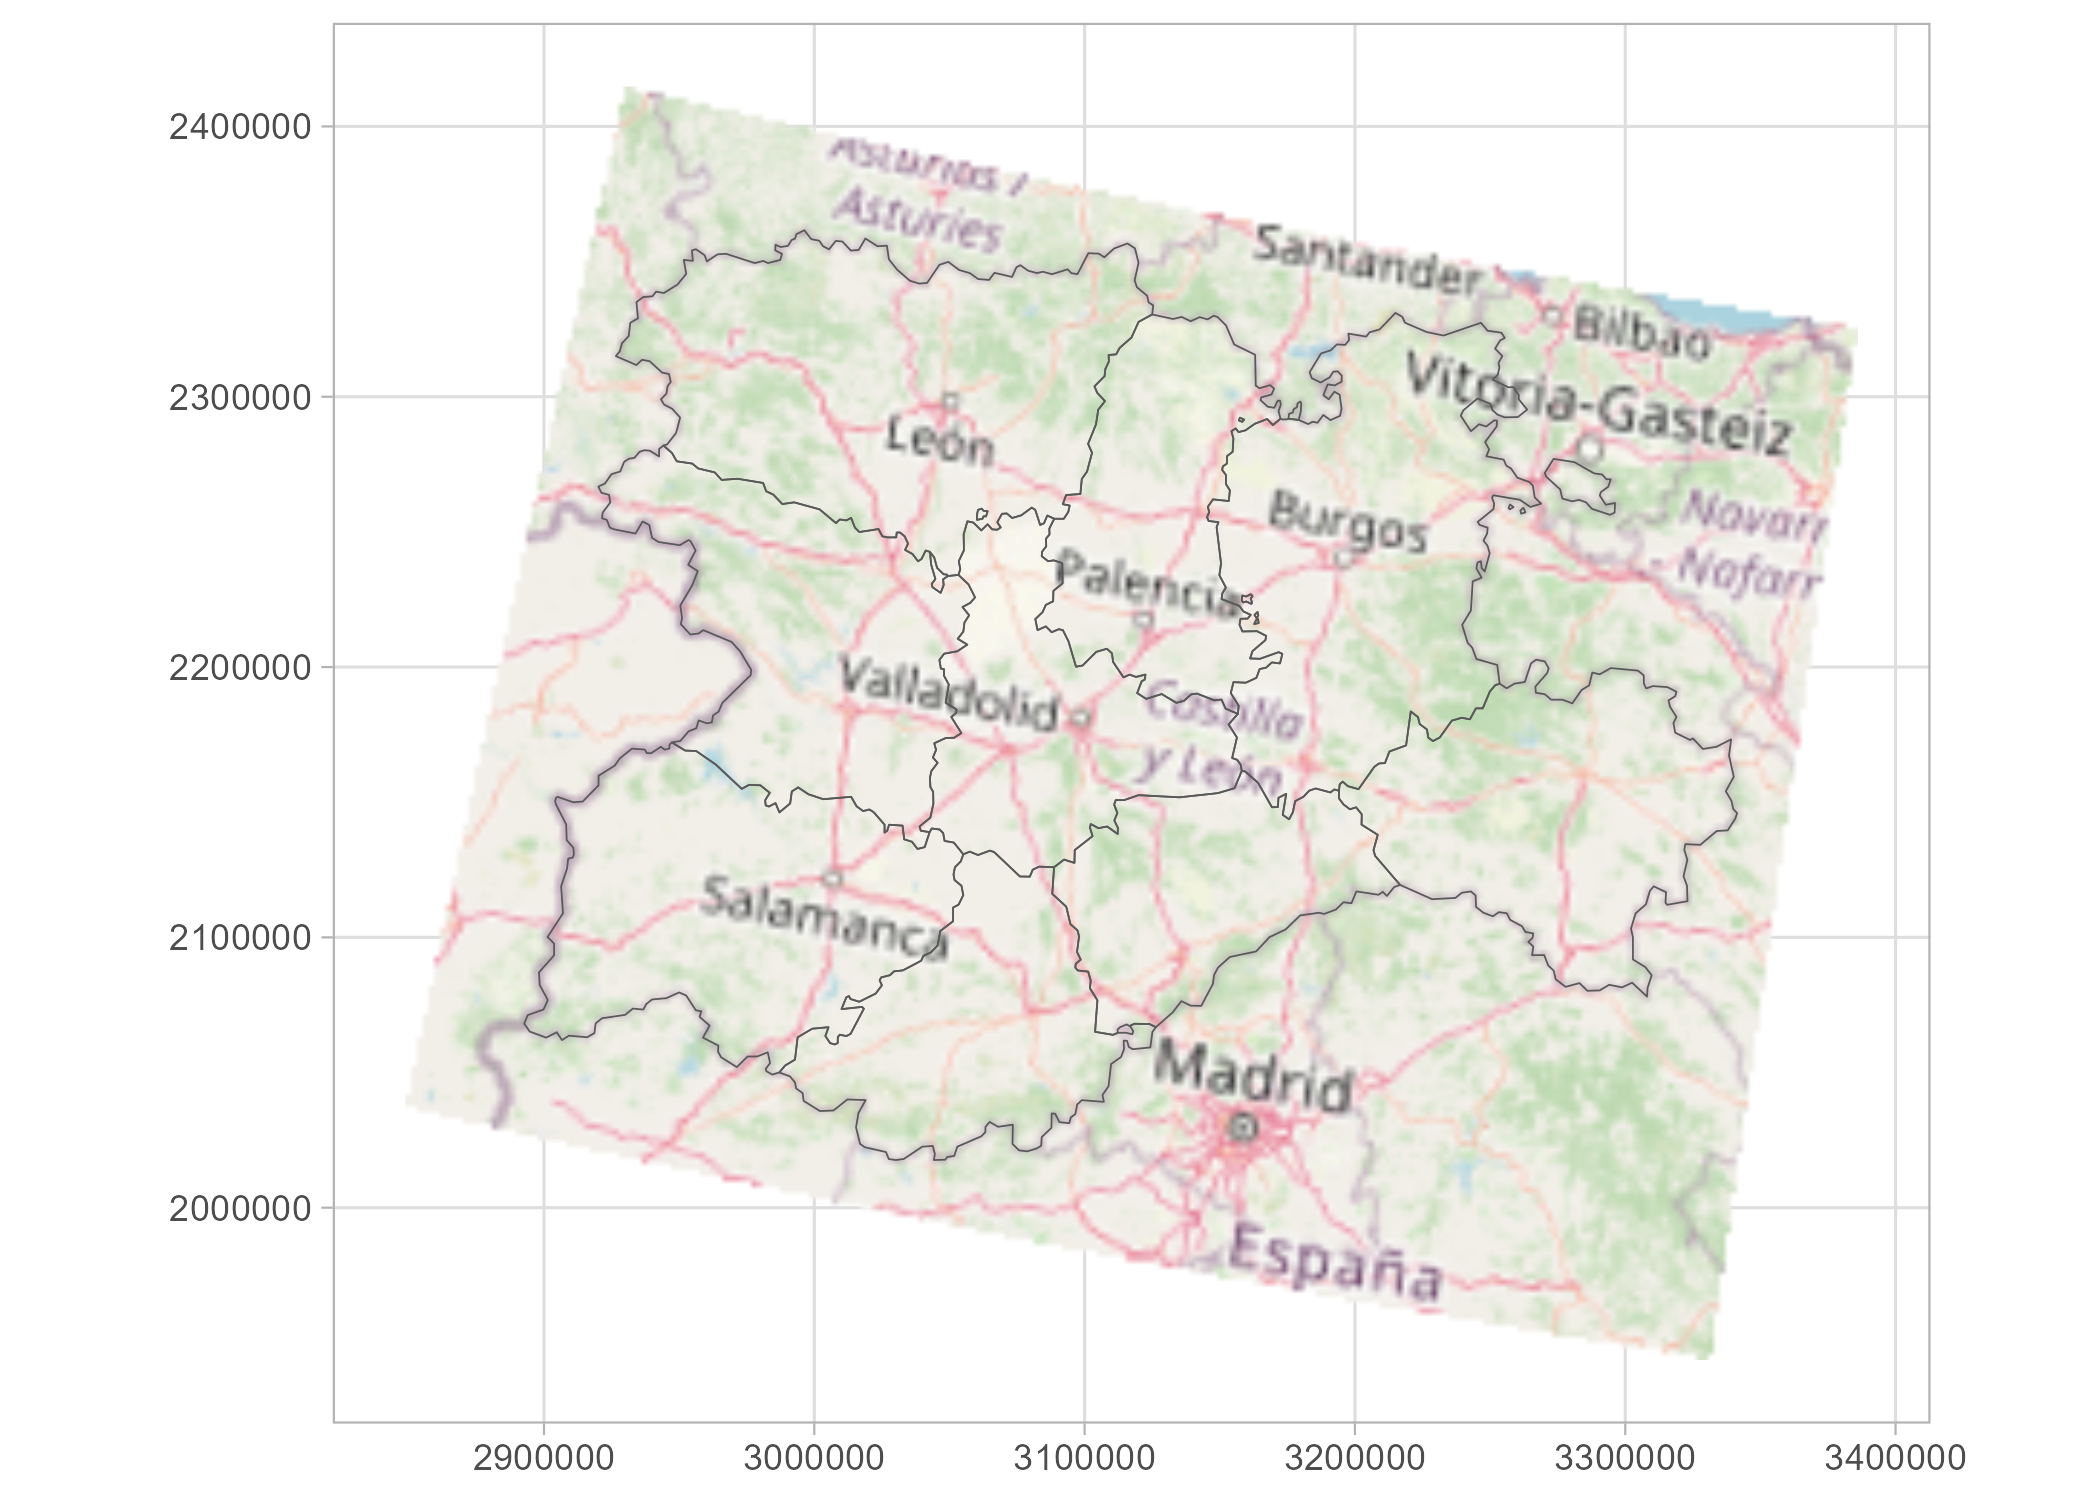 2400000
2300000
2200000
2100000
2000000
Asturias /
Asturies
Santander
Bilbao
Vitoria-Gasteiz
León
Burgos
Navarr
- Nafarr
Palencia
Valladolid
Castilla
y León
Salamanca
Madrid
España
2900000
3000000
3100000
3200000
3300000
3400000